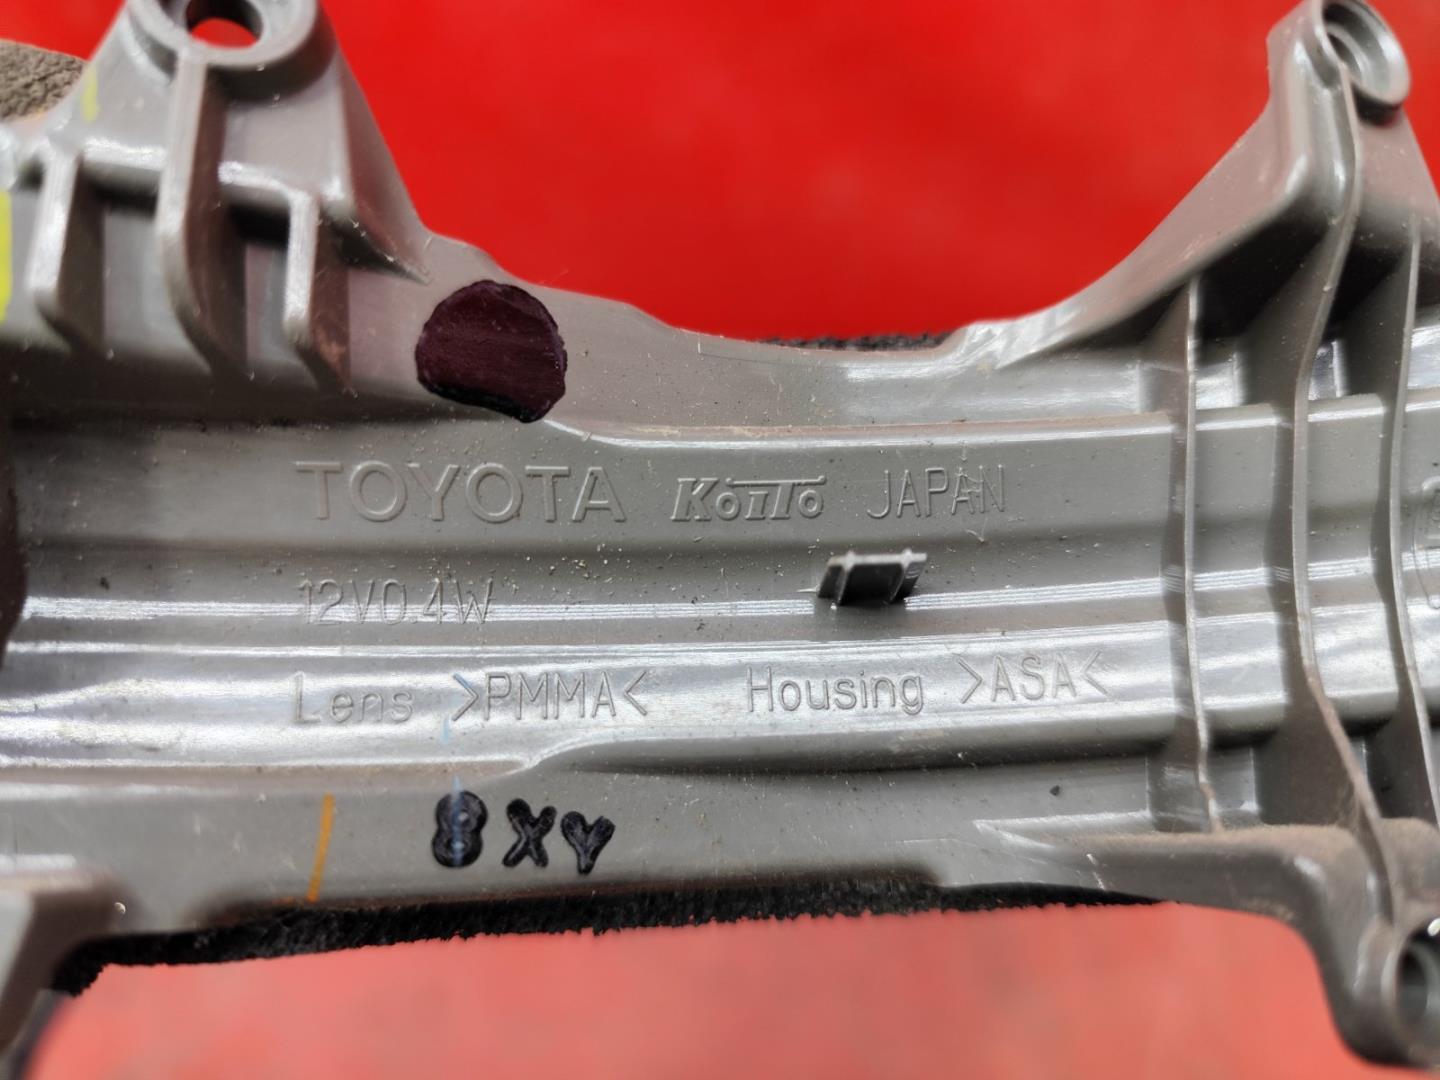 TOYOTA KOITO JAPAN
12V0.4W
Lens >PMMA< Housing >ASA<
8XY